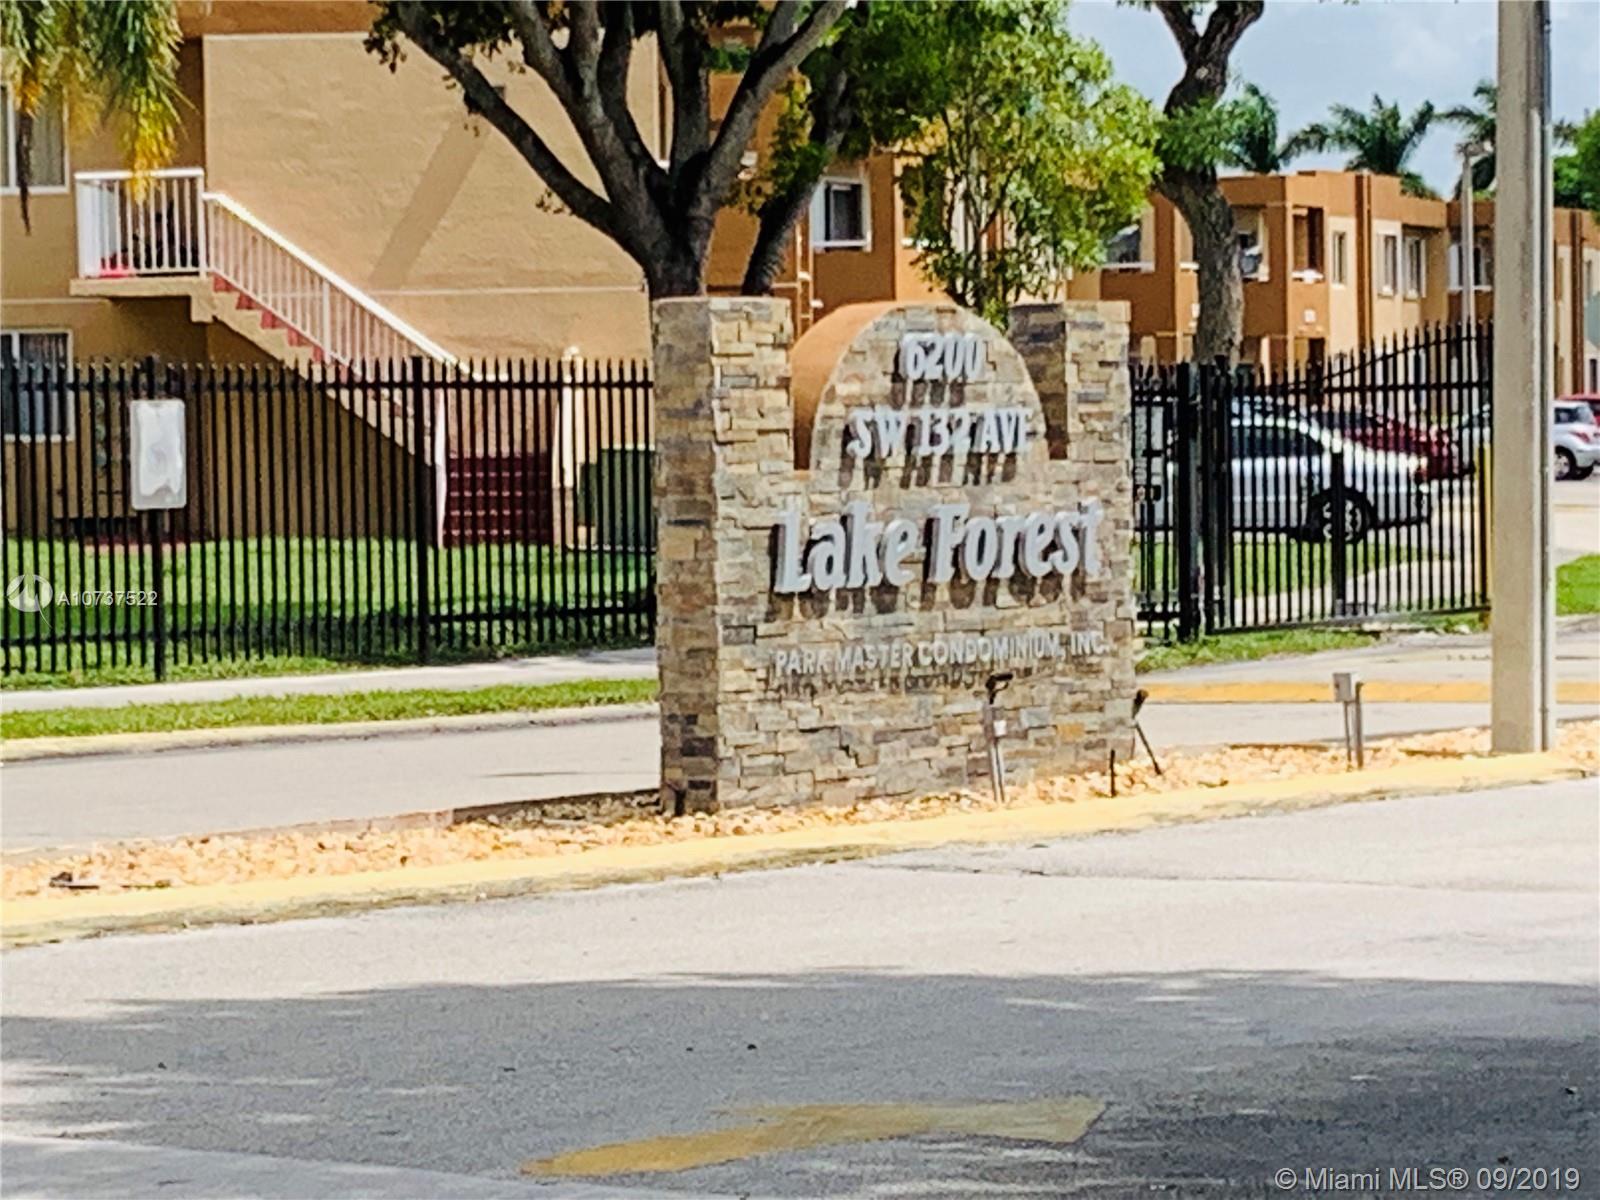 6200
SW 132 AVE
Lake Forest
PARK MASTER CONDOMINIUM, INC.
A10737522
© Miami MLS® 09/2019